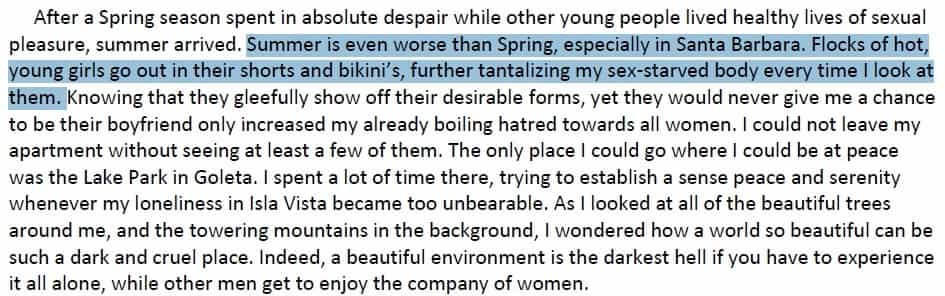 After a Spring season spent in absolute despair while other young people lived healthy lives of sexual
pleasure, summer arrived. Summer is even worse than Spring, especially in Santa Barbara. Flocks of hot,
young girls go out in their shorts and bikini's, further tantalizing my sex-starved body every time I look at
them. Knowing that they gleefully show off their desirable forms, yet they would never give me a chance
to be their boyfriend only increased my already boiling hatred towards all women. I could not leave my
apartment without seeing at least a few of them. The only place I could go where I could be at peace
was the Lake Park in Goleta. I spent a lot of time there, trying to establish a sense peace and serenity
whenever my loneliness in Isla Vista became too unbearable. As I looked at all of the beautiful trees
around me, and the towering mountains in the background, I wondered how a world so beautiful can be
such a dark and cruel place. Indeed, a beautiful environment is the darkest hell if you have to experience
it all alone, while other men get to enjoy the company of women.